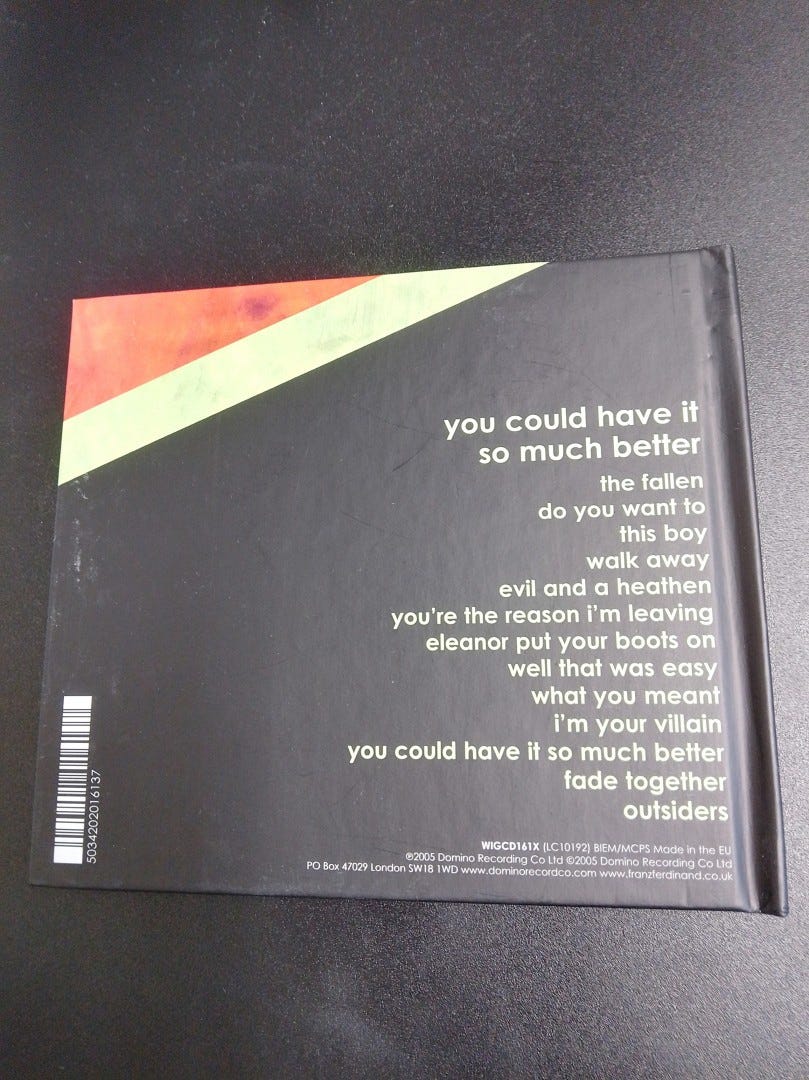 you could have it
so much better
the fallen
do you want to
this boy
walk away
evil and a heathen
you're the reason i'm leaving
eleanor put your boots on
well that was easy
what you meant
i'm your villain
you could have it so much better
fade together
outsiders
WIGCD161X (LC10192) BIEM/MCPS Made in the EU
℗2005 Domino Recording Co Ltd ©2005 Domino Recording Co Ltd
PO Box 47029 London SW18 1WD www.dominorecordco.com www.franzferdinand.co.uk
5034202016137